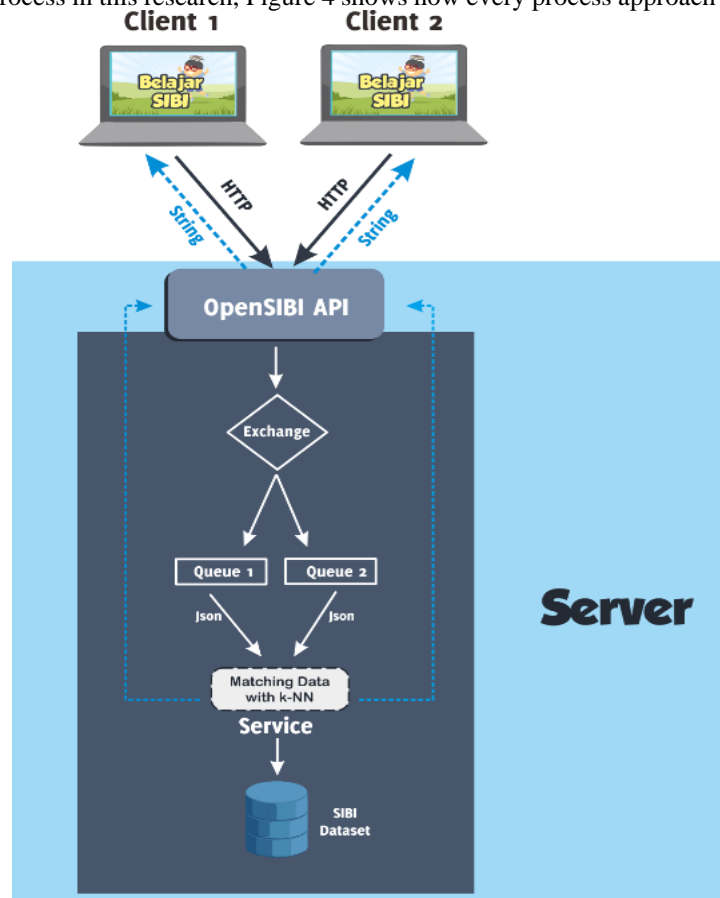 rocess in this research, Figure 4 shows how every process approach
Client 1
Client 2
Belajar
SIBI
Belajar
SIBI
HTTP
String
HTTP
String
OpenSIBI API
Exchange
Queue 1
Queue 2
Json
Json
Server
Matching Data
with k-NN
Service
SIBI
Dataset